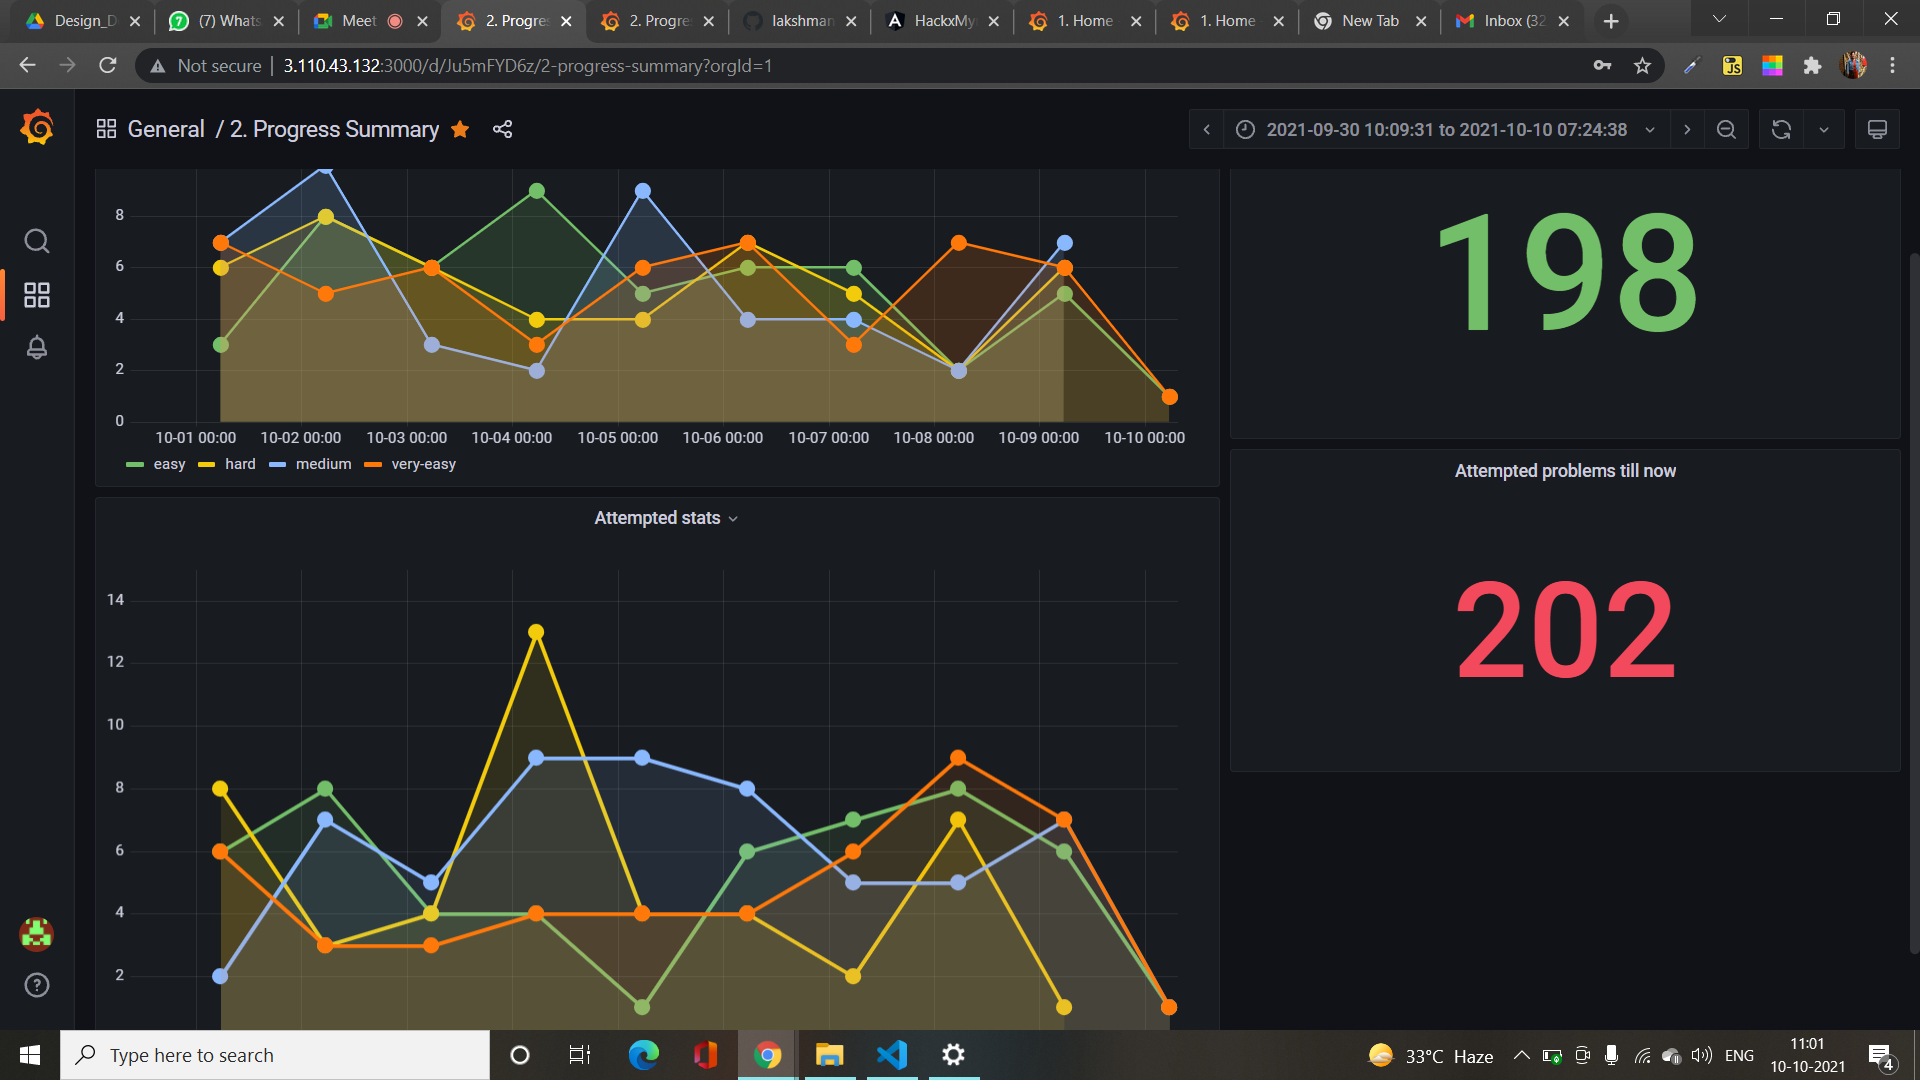 Design_D
(7) Whats
Meet
2. Progres
2. Progre
lakshman
HackxMy
1. Home
1. Home
New Tab
Inbox (32
Not secure
3.110.43.132:3000/d/Ju5mFYD6z/2-progress-summary?orgId=1
JS
General / 2. Progress Summary
2021-09-30 10:09:31 to 2021-10-10 07:24:38
8
6
4
2
0
10-01 00:00 10-02 00:00 10-03 00:00 10-04 00:00 10-05 00:00 10-06 00:00 10-07 00:00 10-08 00:00 10-09 00:00 10-10 00:00
easy hard medium very-easy
198
Attempted problems till now
202
Attempted stats
14
12
10
8
6
4
2
Type here to search
33°C Haze
ENG
11:01
10-10-2021
4